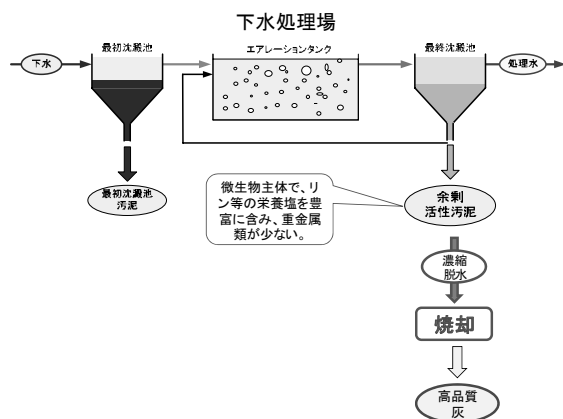 下水処理場
下水
最初沈澱池
エアレーションタンク
最終沈澱池
処理水
最初沈澱池
汚泥
微生物主体で、リ
ン等の栄養塩を豊
富に含み、重金属
類が少ない。
余剰
活性汚泥
濃縮
脱水
焼却
高品質
灰